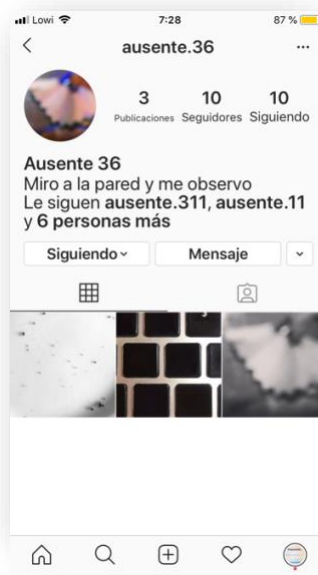 Lowi 7:28 87 %
ausente.36
3 10 10
Publicaciones Seguidores Siguiendo
Ausente 36
Miro a la pared y me observo
Le siguen ausente.311, ausente.11
y 6 personas más
Siguiendo Mensaje